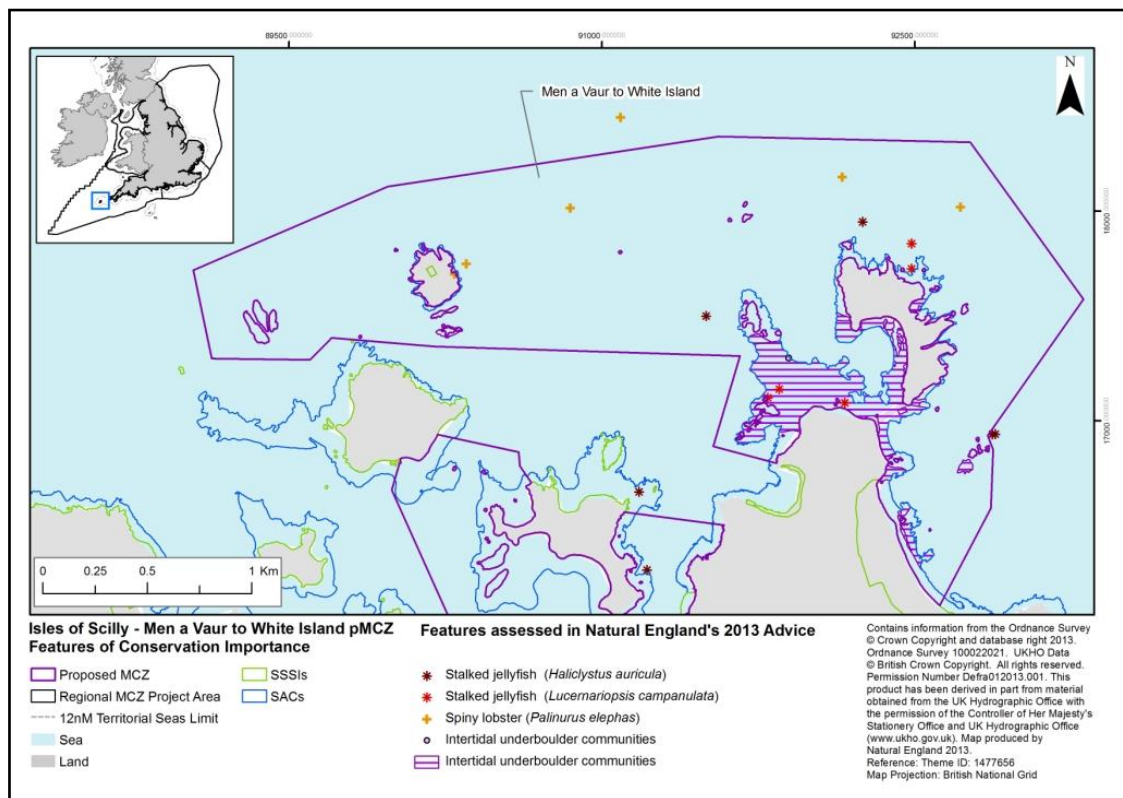 89500.000000
91000.000000
92500.000000
N
Men a Vaur to White Island
18000.000000
17000.000000
0 0.25 0.5 1 Km
Isles of Scilly - Men a Vaur to White Island pMCZ
Features of Conservation Importance
Proposed MCZ
SSSIs
Regional MCZ Project Area
SACs
12nM Territorial Seas Limit
Sea
Land
Features assessed in Natural England's 2013 Advice
Stalked jellyfish (Haliclystus auricula)
Stalked jellyfish (Lucernariopsis campanulata)
Spiny lobster (Palinurus elephas)
Intertidal underboulder communities
Intertidal underboulder communities
Contains information from the Ordnance Survey
© Crown Copyright and database right 2013.
Ordnance Survey 100022021. UKHO Data
© British Crown Copyright. All rights reserved.
Permission Number Defra012013.001. This
product has been derived in part from material
obtained from the UK Hydrographic Office with
the permission of the Controller of Her Majesty's
Stationery Office and UK Hydrographic Office
(www.ukho.gov.uk). Map produced by
Natural England 2013.
Reference: Theme ID: 1477656
Map Projection: British National Grid